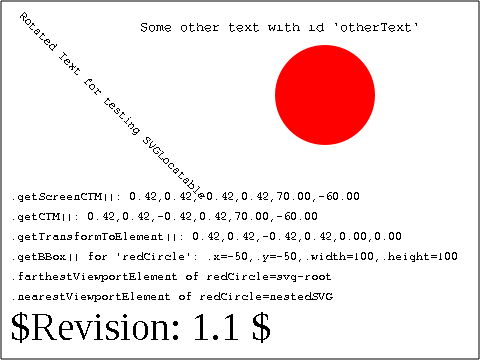 Some other text with id 'otherText'
Rotated Text for testing SVGLocatable
.getScreenCTM(): 0.42,0.42,-0.42,0.42,70.00,-60.00
.getCTM(): 0.42,0.42,-0.42,0.42,70.00,-60.00
.getTransformToElement(): 0.42,0.42,-0.42,0.42,0.00,0.00
.getBBox() for 'redCircle': .x=-50,.y=-50,.width=100,.height=100
.farthestViewportElement of redCircle=svg-root
.nearestViewportElement of redCircle=nestedSVG
$Revision: 1.1 $